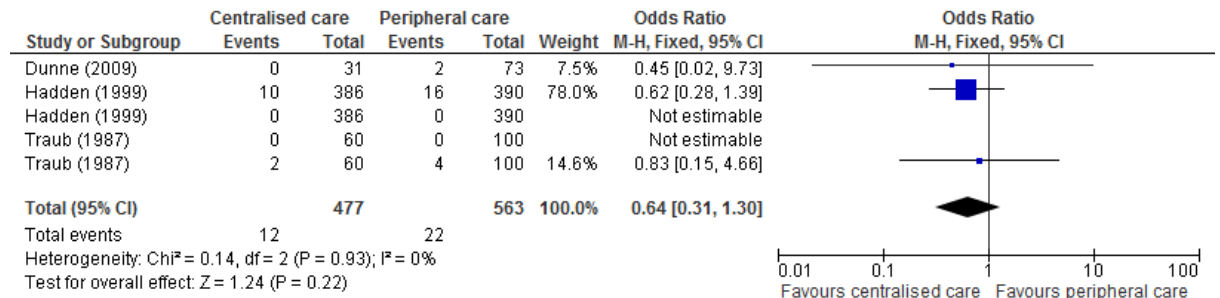 Centralised care Peripheral care Odds Ratio Odds Ratio
Study or Subgroup Events Total Events Total Weight M-H, Fixed, 95% CI M-H, Fixed, 95% CI
Dunne (2009) 0 31 2 73 7.5% 0.45 [0.02, 9.73]
Hadden (1999) 10 386 16 390 78.0% 0.62 [0.28, 1.39]
Hadden (1999) 0 386 0 390 Not estimable
Traub (1987) 0 60 0 100 Not estimable
Traub (1987) 2 60 4 100 14.6% 0.83 [0.15, 4.66]
Total (95% CI) 477 563 100.0% 0.64 [0.31, 1.30]
Total events 12 22
Heterogeneity: Chi² = 0.14, df = 2 (P = 0.93); I² = 0%
Test for overall effect: Z = 1.24 (P = 0.22)
0.01 0.1 1 10 100
Favours centralised care Favours peripheral care